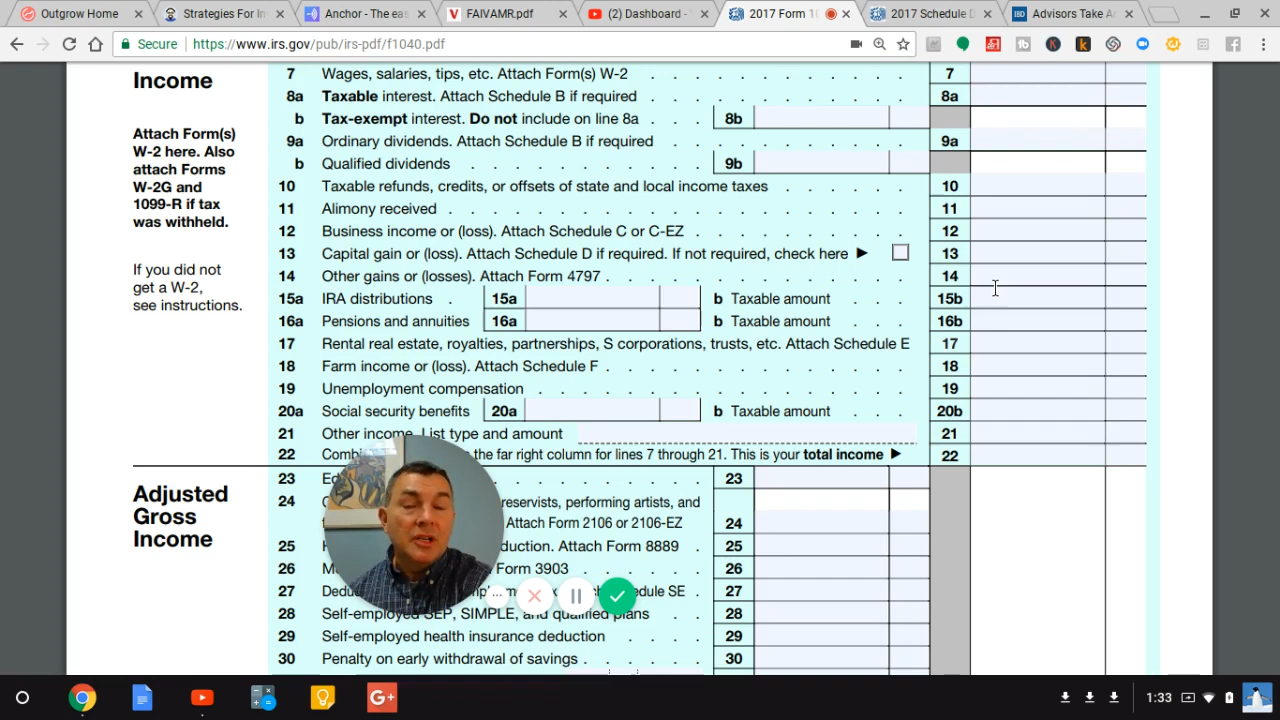 Outgrow Home
Strategies For In
Anchor - The eas
FAIVAMR.pdf
(2) Dashboard -
2017 Form 10
2017 Schedule D
Advisors Take A
Secure
https://www.irs.gov/pub/irs-pdf/f1040.pdf
Income
Attach Form(s)
W-2 here. Also
attach Forms
W-2G and
1099-R if tax
was withheld.
If you did not
get a W-2,
see instructions.
7 Wages, salaries, tips, etc. Attach Form(s) W-2 . . . . . . . . . . . . 7
8a Taxable interest. Attach Schedule B if required . . . . . . . . . . . . 8a
b Tax-exempt interest. Do not include on line 8a . . . 8b
9a Ordinary dividends. Attach Schedule B if required . . . . . . . . . . . 9a
b Qualified dividends . . . . . . . . . . . 9b
10 Taxable refunds, credits, or offsets of state and local income taxes . . . . . . 10
11 Alimony received . . . . . . . . . . . . . . . . . . 11
12 Business income or (loss). Attach Schedule C or C-EZ . . . . . . . . . . 12
13 Capital gain or (loss). Attach Schedule D if required. If not required, check here ▶ 13
14 Other gains or (losses). Attach Form 4797 . . . . . . . . . . . . . . 14
15a IRA distributions . 15a b Taxable amount . . . 15b
16a Pensions and annuities 16a b Taxable amount . . . 16b
17 Rental real estate, royalties, partnerships, S corporations, trusts, etc. Attach Schedule E 17
18 Farm income or (loss). Attach Schedule F . . . . . . . . . . . . . . 18
19 Unemployment compensation . . . . . . . . . . . . . . . . 19
20a Social security benefits 20a b Taxable amount . . . 20b
21 Other income. List type and amount 21
22 the far right column for lines 7 through 21. This is your total income ▶ 22
Adjusted
Gross
Income
23 . . . . . . . . . . 23
24 reservists, performing artists, and
Attach Form 2106 or 2106-EZ 24
25 Attach Form 8889 . 25
26 Form 3903 . . . . . . 26
27 SE . 27
28 Self-employed SEP, SIMPLE, and qualified plans . . 28
29 Self-employed health insurance deduction . . . . 29
30 Penalty on early withdrawal of savings . . . . . . 30
1:33